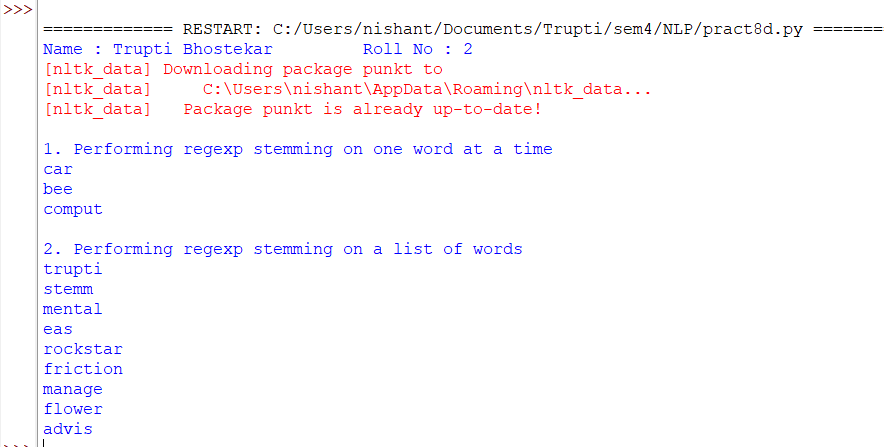 >>>
============= RESTART: C:/Users/nishant/Documents/Trupti/sem4/NLP/pract8d.py =======
Name : Trupti Bhostekar         Roll No : 2
[nltk_data] Downloading package punkt to
[nltk_data]     C:\Users\nishant\AppData\Roaming\nltk_data...
[nltk_data]   Package punkt is already up-to-date!
1. Performing regexp stemming on one word at a time
car
bee
comput
2. Performing regexp stemming on a list of words
trupti
stemm
mental
eas
rockstar
friction
manage
flower
advis
>>>